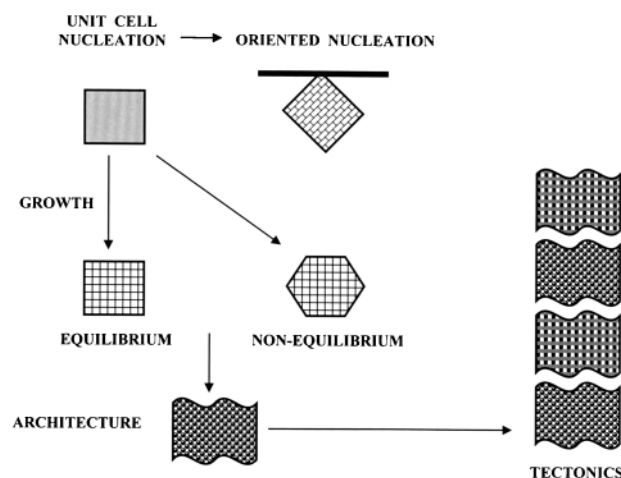 UNIT CELL
NUCLEATION
ORIENTED NUCLEATION
GROWTH
EQUILIBRIUM
NON-EQUILIBRIUM
ARCHITECTURE
TECTONICS